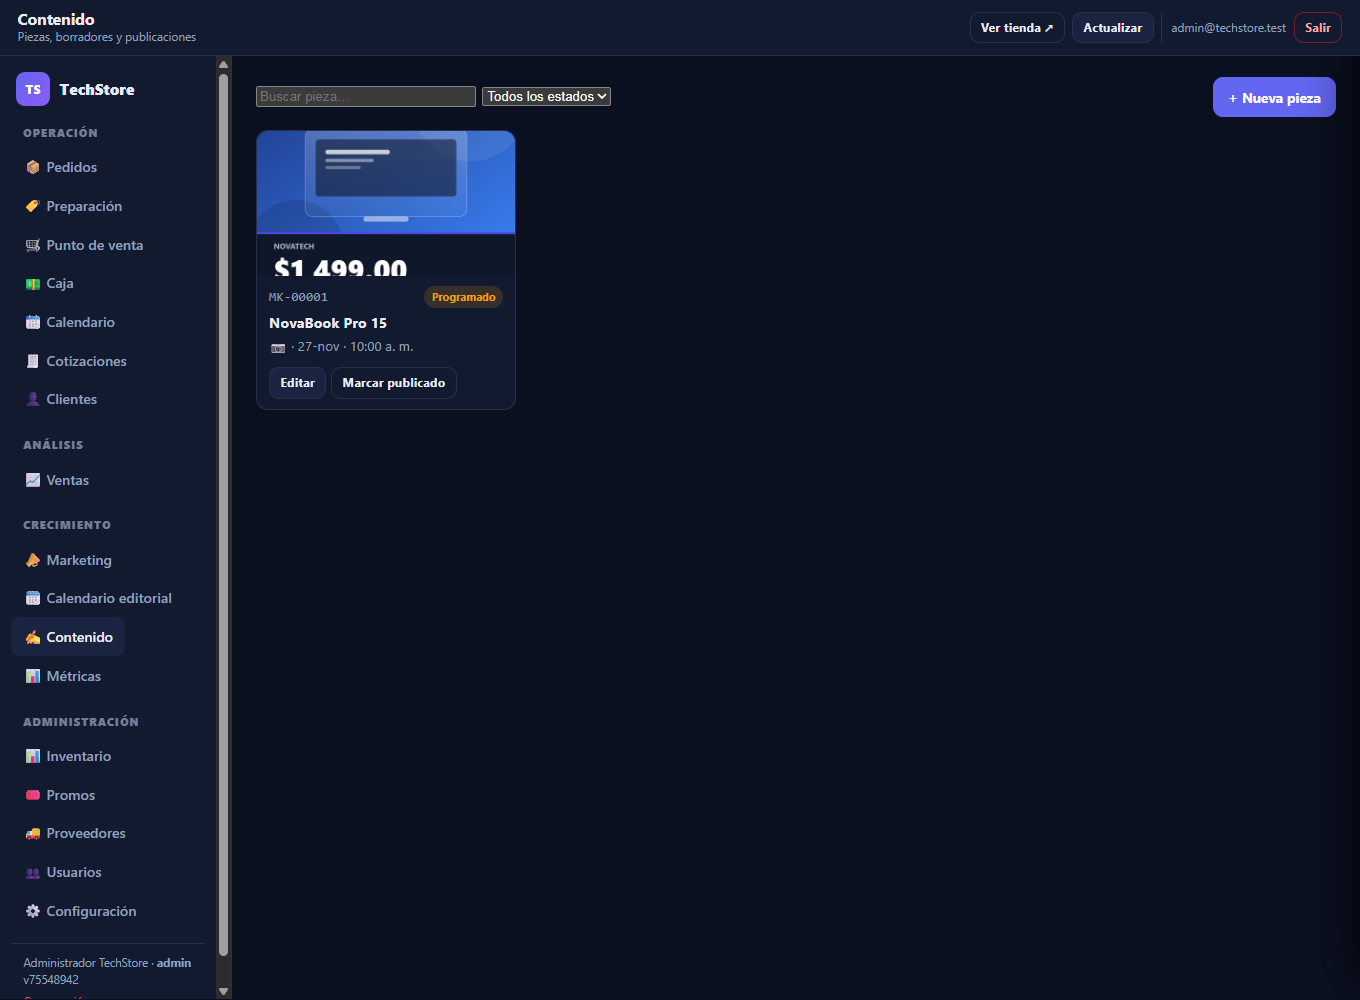 Contenido
Piezas, borradores y publicaciones
Ver tienda ↗
Actualizar
admin@techstore.test
Salir
TS
TechStore
OPERACIÓN
Pedidos
Preparación
Punto de venta
Caja
Calendario
Cotizaciones
Clientes
ANÁLISIS
Ventas
CRECIMIENTO
Marketing
Calendario editorial
Contenido
Métricas
ADMINISTRACIÓN
Inventario
Promos
Proveedores
Usuarios
Configuración
Administrador TechStore · admin
v75548942
Buscar pieza...
Todos los estados
+ Nueva pieza
NOVATECH
$1,499.00
MK-00001
Programado
NovaBook Pro 15
· 27-nov · 10:00 a. m.
Editar
Marcar publicado